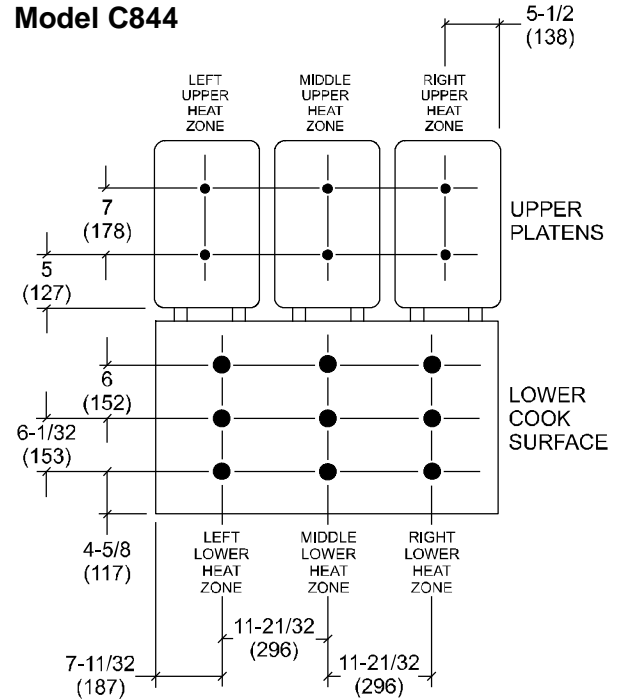 Model C844
5-1/2
(138)
LEFT
UPPER
HEAT
ZONE
MIDDLE
UPPER
HEAT
ZONE
RIGHT
UPPER
HEAT
ZONE
7
(178)
UPPER
PLATENS
5
(127)
6
(152)
6-1/32
(153)
LOWER
COOK
SURFACE
4-5/8
(117)
LEFT
LOWER
HEAT
ZONE
MIDDLE
LOWER
HEAT
ZONE
RIGHT
LOWER
HEAT
ZONE
11-21/32
(296)
7-11/32
(187)
11-21/32
(296)